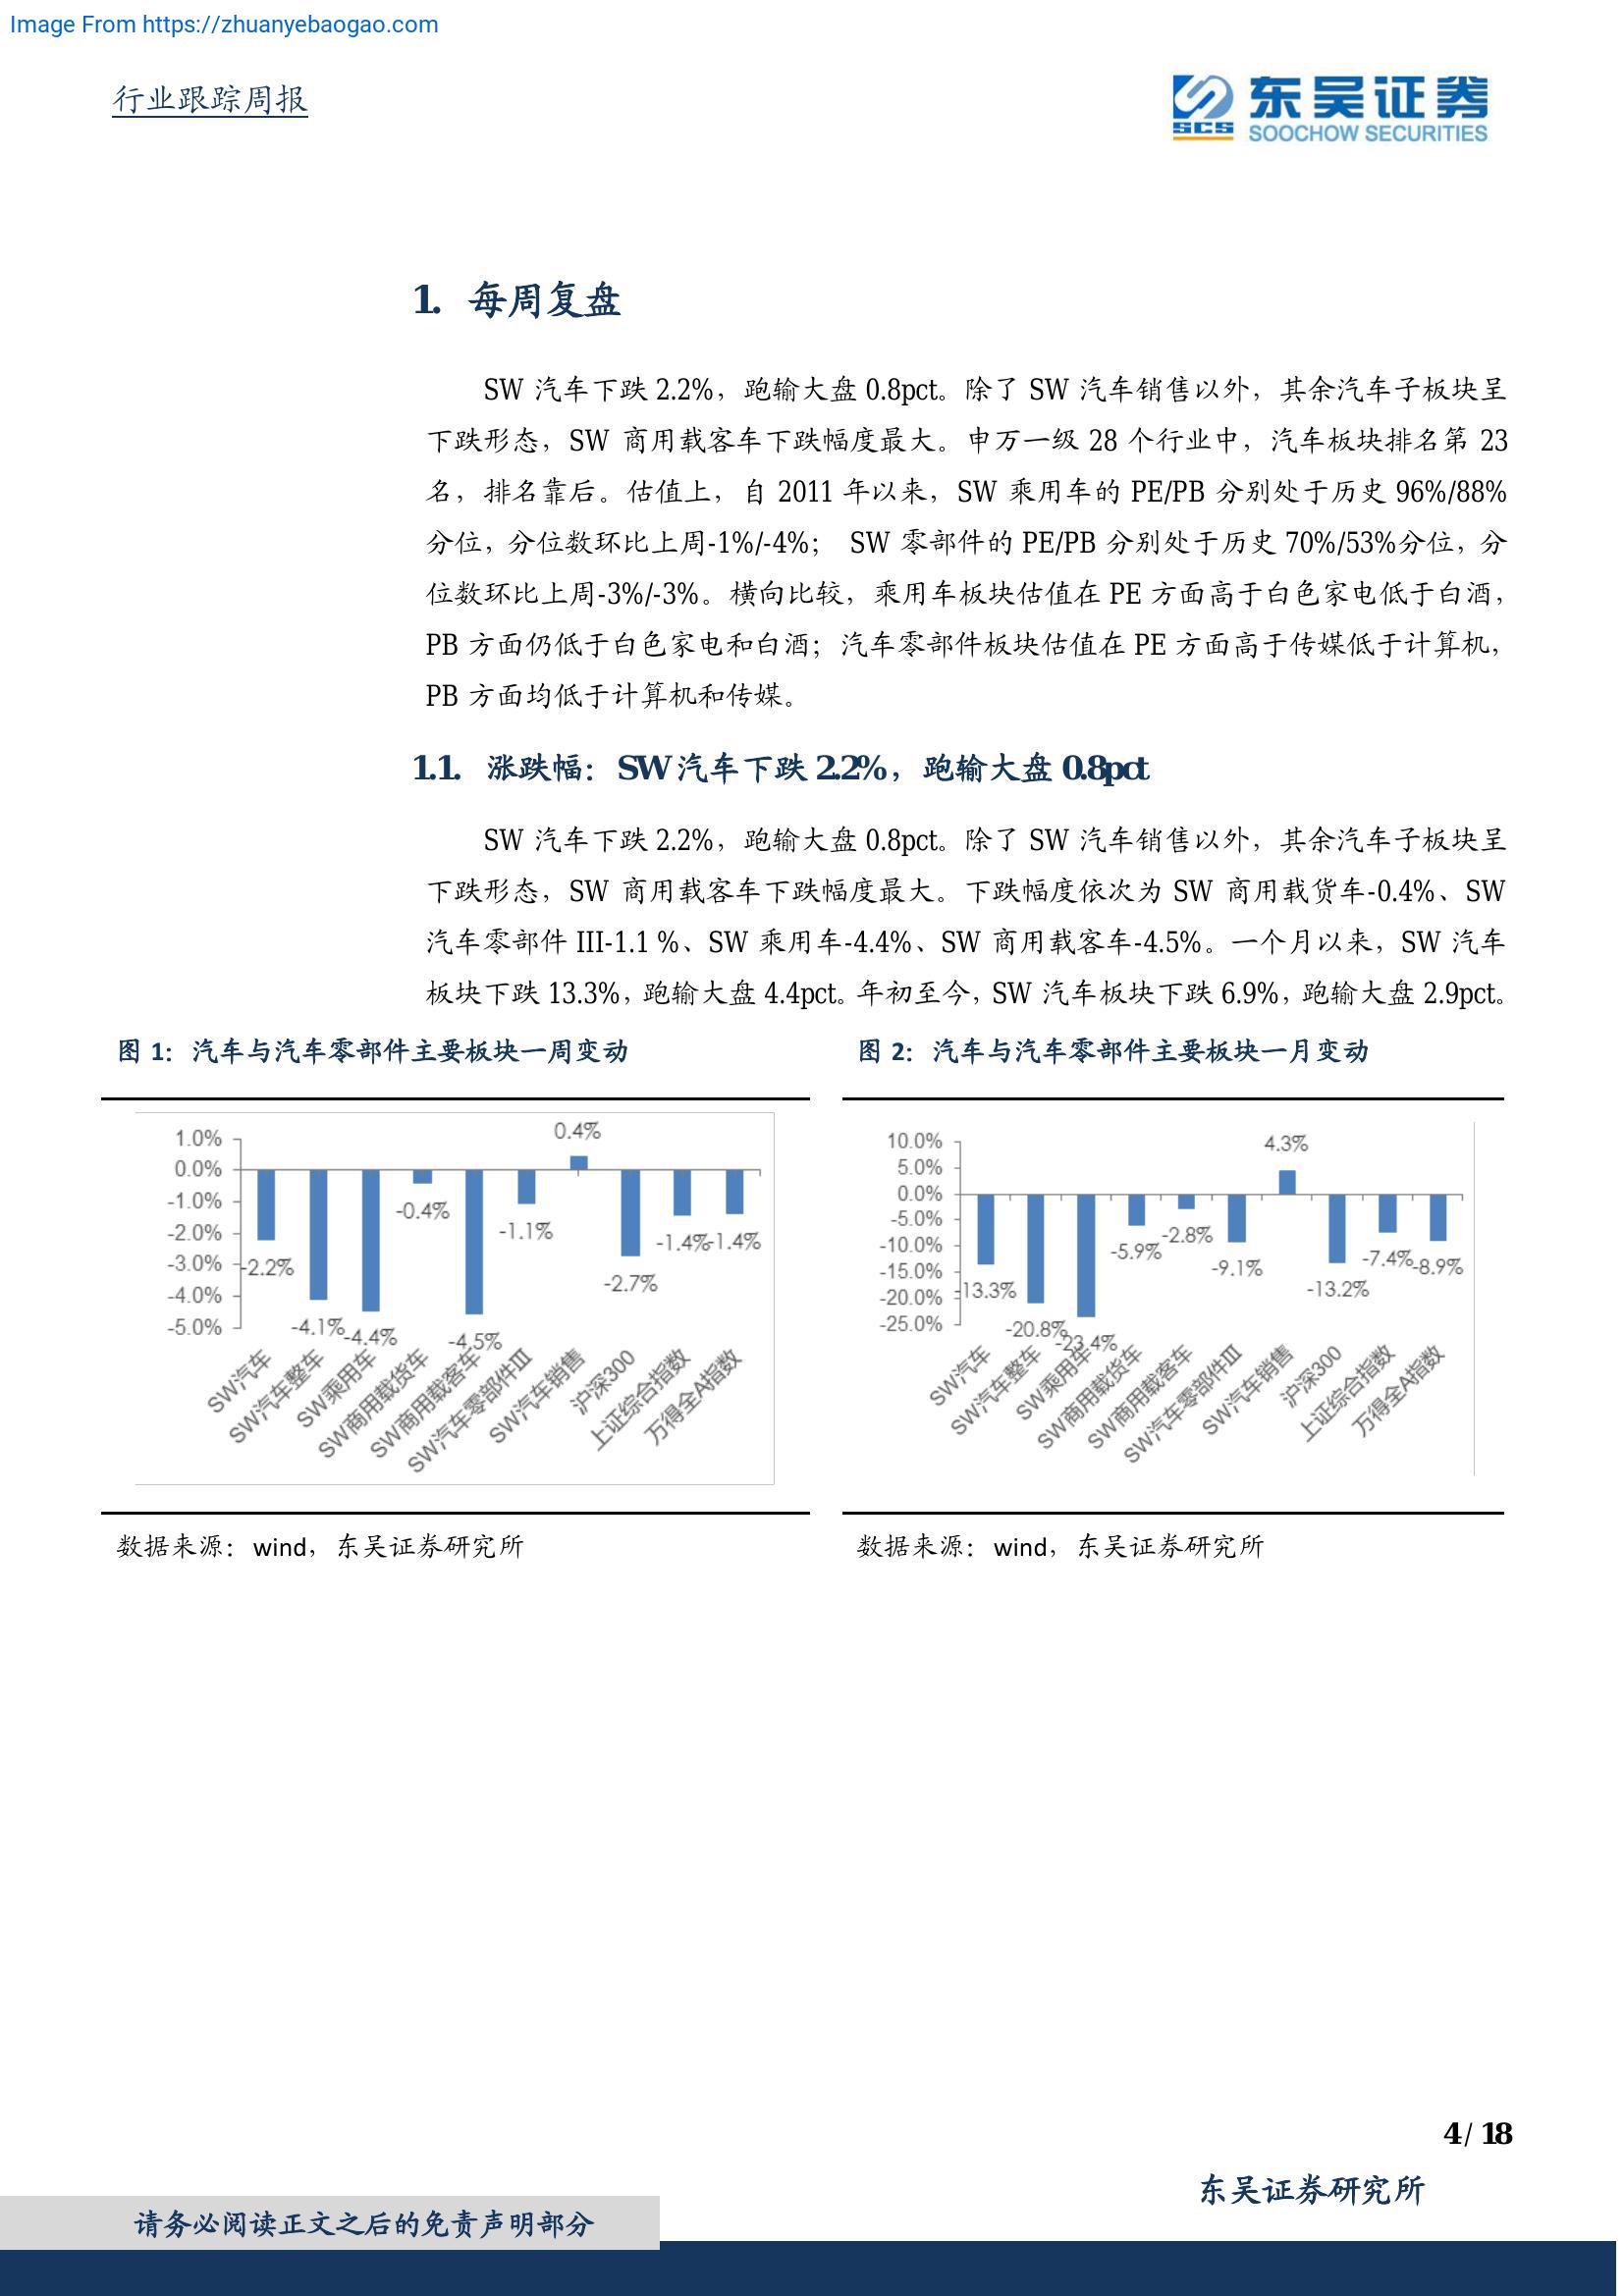 Image From https://zhuanyebaogao.com
行业跟踪周报
SCS
东吴证券
SOOCHOW SECURITIES
1. 每周复盘
SW 汽车下跌 2.2%，跑输大盘 0.8pct。除了 SW 汽车销售以外，其余汽车子板块呈
下跌形态，SW 商用载客车下跌幅度最大。申万一级 28 个行业中，汽车板块排名第 23
名，排名靠后。估值上，自 2011 年以来，SW 乘用车的 PE/PB 分别处于历史 96%/88%
分位，分位数环比上周-1%/-4%； SW 零部件的 PE/PB 分别处于历史 70%/53%分位，分
位数环比上周-3%/-3%。横向比较，乘用车板块估值在 PE 方面高于白色家电低于白酒，
PB 方面仍低于白色家电和白酒；汽车零部件板块估值在 PE 方面高于传媒低于计算机，
PB 方面均低于计算机和传媒。
1.1. 涨跌幅：SW 汽车下跌 2.2%，跑输大盘 0.8pct
SW 汽车下跌 2.2%，跑输大盘 0.8pct。除了 SW 汽车销售以外，其余汽车子板块呈
下跌形态，SW 商用载客车下跌幅度最大。下跌幅度依次为 SW 商用载货车-0.4%、SW
汽车零部件 III-1.1 %、SW 乘用车-4.4%、SW 商用载客车-4.5%。一个月以来，SW 汽车
板块下跌 13.3%，跑输大盘 4.4pct。年初至今，SW 汽车板块下跌 6.9%，跑输大盘 2.9pct。
图 1：汽车与汽车零部件主要板块一周变动
1.0%
0.0%
-1.0%
-2.0%
-3.0%
-4.0%
-5.0%
-2.2%
-4.1%
-4.4%
-0.4%
-4.5%
-1.1%
0.4%
-2.7%
-1.4%
-1.4%
SW汽车
SW汽车整车
SW乘用车
SW商用载货车
SW商用载客车
SW汽车零部件III
SW汽车销售
沪深300
上证综合指数
万得全A指数
数据来源：wind，东吴证券研究所
图 2：汽车与汽车零部件主要板块一月变动
10.0%
5.0%
0.0%
-5.0%
-10.0%
-15.0%
-20.0%
-25.0%
-13.3%
-20.8%
-23.4%
-5.9%
-2.8%
-9.1%
4.3%
-13.2%
-7.4%
-8.9%
SW汽车
SW汽车整车
SW乘用车
SW商用载货车
SW商用载客车
SW汽车零部件III
SW汽车销售
沪深300
上证综合指数
万得全A指数
数据来源：wind，东吴证券研究所
4 / 18
东吴证券研究所
请务必阅读正文之后的免责声明部分